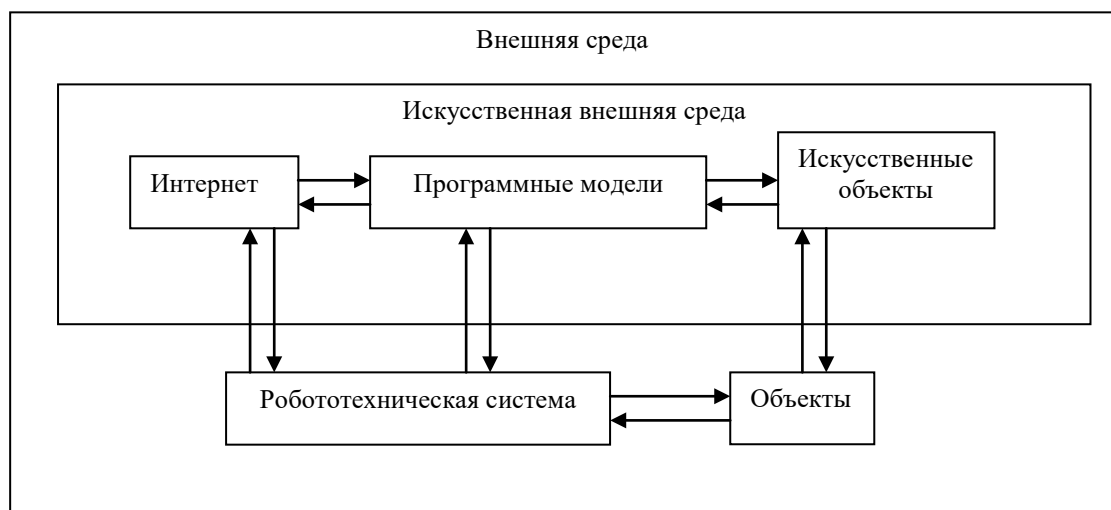 Внешняя среда
Искусственная внешняя среда
Интернет
Программные модели
Искусственные
объекты
Робототехническая система
Объекты